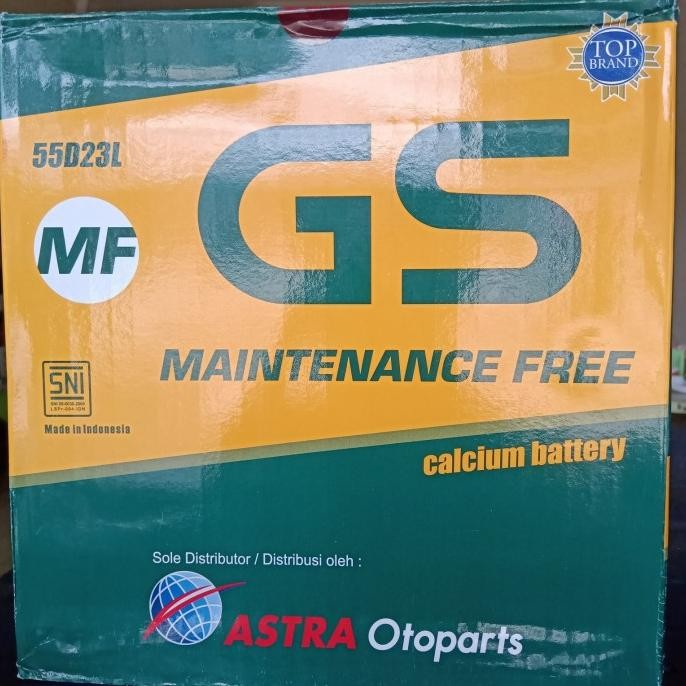 TOP
BRAND
55D23L
GS
MF
MAINTENANCE FREE
SNI
Made in Indonesia
calcium battery
Sole Distributor / Distribusi oleh :
ASTRA Otoparts